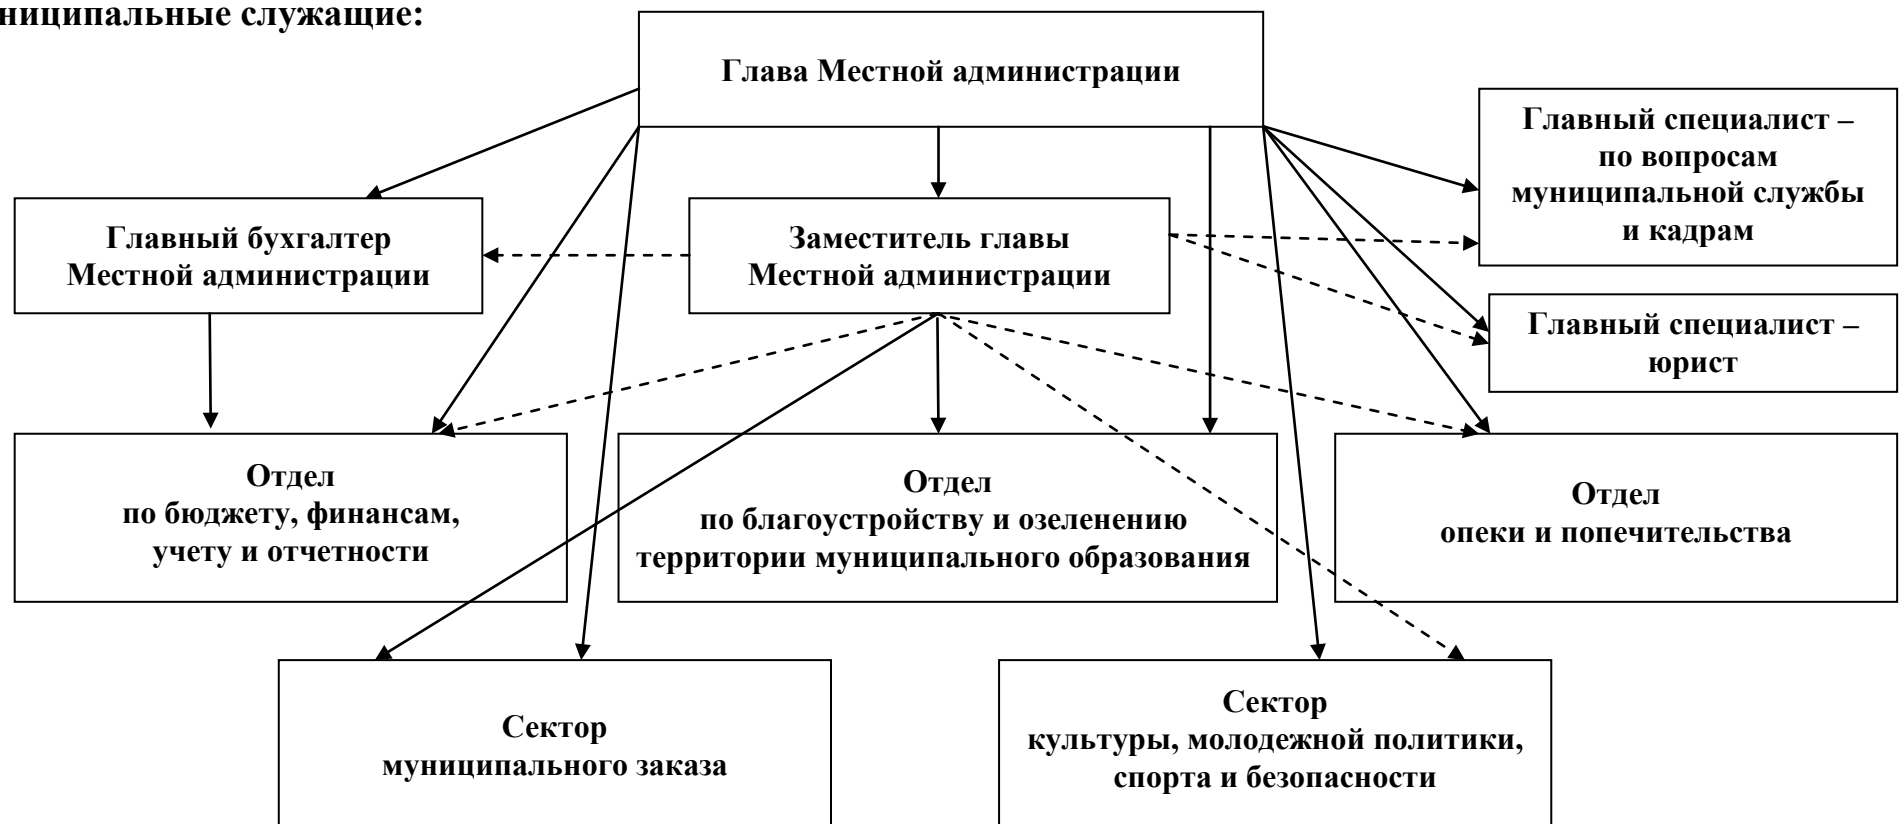 ниципальные служащие:
Глава Местной администрации
Главный специалист –
по вопросам
муниципальной службы
и кадрам
Главный бухгалтер
Местной администрации
Заместитель главы
Местной администрации
Главный специалист –
юрист
Отдел
по бюджету, финансам,
учету и отчетности
Отдел
по благоустройству и озеленению
территории муниципального образования
Отдел
опеки и попечительства
Сектор
муниципального заказа
Сектор
культуры, молодежной политики,
спорта и безопасности